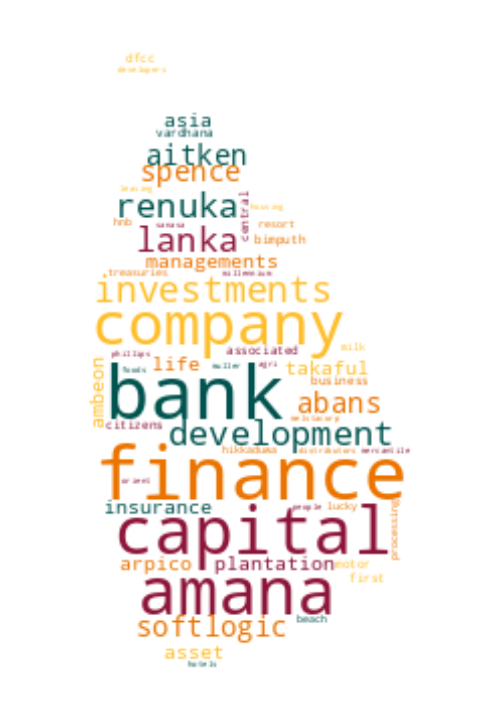 dfcc
developers
asia
vardhana
aitken
spence
leasing
renuka
central
housing
hnb
sanasa
resort
lanka
bimputh
managements
treasuries
millennium
investments
company
milk
phillips
associated
ambeon
foods
life
muller
agri
takaful
business
bank
abans
welstacorp
citizens
development
hikkaduwa
distributors
mercantile
finance
orient
insurance
people
lucky
processing
capital
arpico
plantation
motor
first
amana
softlogic
beach
asset
hotels